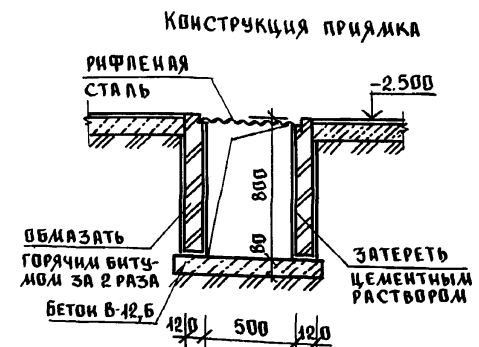 КОНСТРУКЦИЯ ПРИЯМКА
РИФЛЕНАЯ
СТАЛЬ
-2.500
800
80
ОБМАЗАТЬ
ГОРЯЧИМ БИТУ-
МОМ ЗА 2 РАЗА
БЕТОН В-12,5
ЗАТЕРЕТЬ
ЦЕМЕНТНЫМ
РАСТВОРОМ
120
500
120